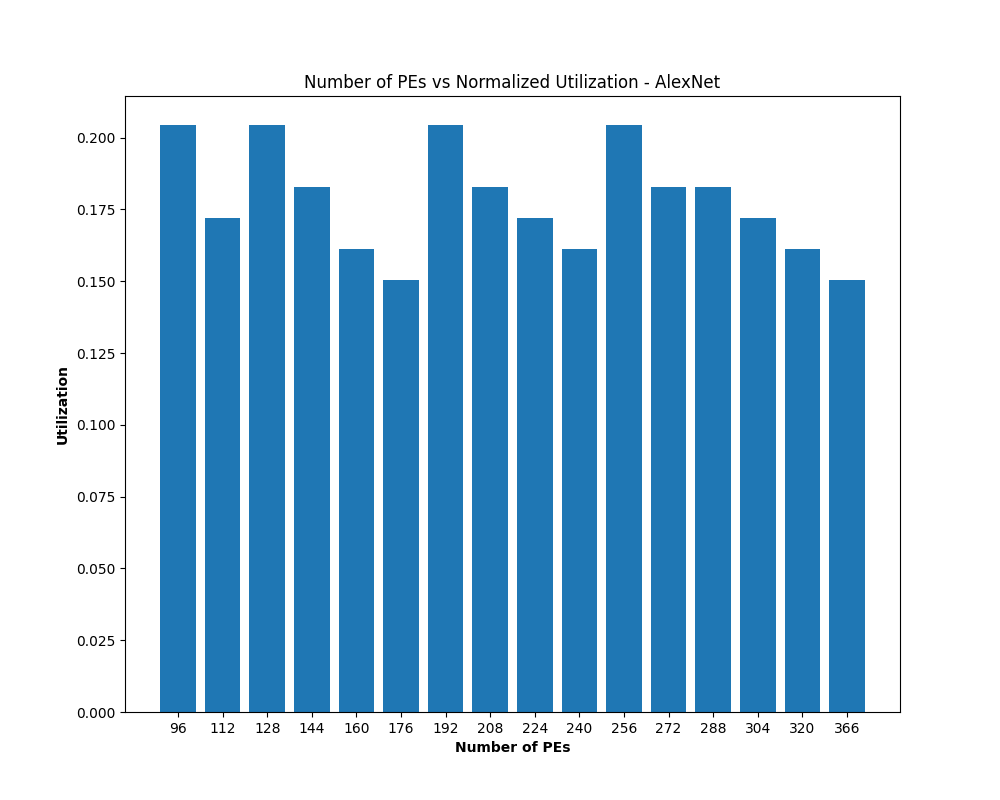 Number of PEs vs Normalized Utilization - AlexNet
0.200
0.175
0.150
0.125
0.100
0.075
0.050
0.025
0.000
Utilization
96 112 128 144 160 176 192 208 224 240 256 272 288 304 320 366
Number of PEs